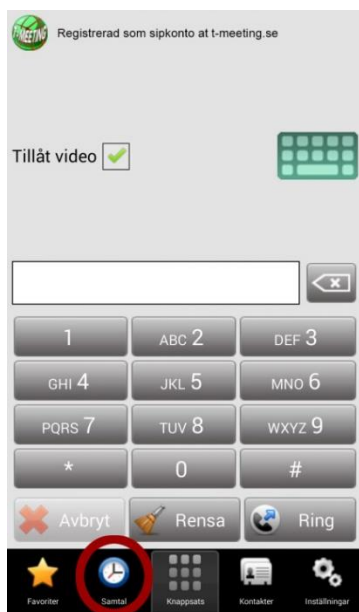 T-MEETING
Registrerad som sipkonto at t-meeting.se
Tillåt video
1
ABC 2
DEF 3
GHI 4
JKL 5
MNO 6
PQRS 7
TUV 8
WXYZ 9
*
0
#
Avbryt
Rensa
Ring
Favoriter
Samtal
Knappsats
Kontakter
Inställningar